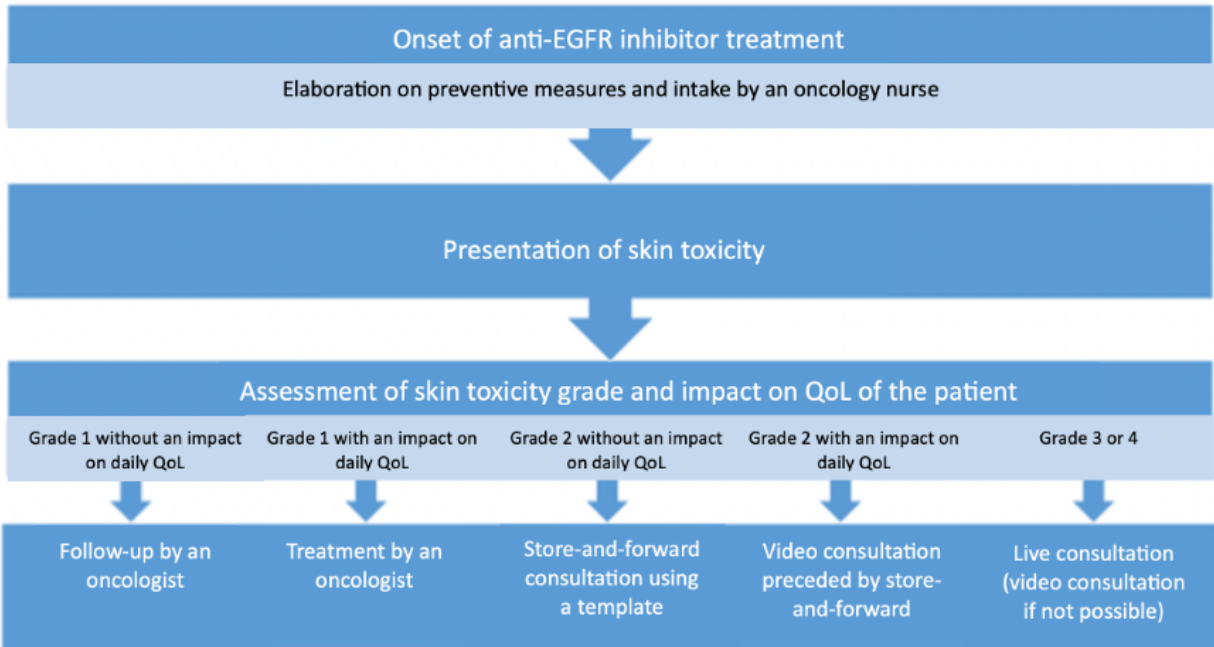 Onset of anti-EGFR inhibitor treatment
Elaboration on preventive measures and intake by an oncology nurse
Presentation of skin toxicity
Assessment of skin toxicity grade and impact on QoL of the patient
Grade 1 without an impact
on daily QoL
Grade 1 with an impact on
daily QoL
Grade 2 without an impact
on daily QoL
Grade 2 with an impact on
daily QoL
Grade 3 or 4
Follow-up by an
oncologist
Treatment by an
oncologist
Store-and-forward
consultation using
a template
Video consultation
preceded by store-
and-forward
Live consultation
(video consultation
if not possible)